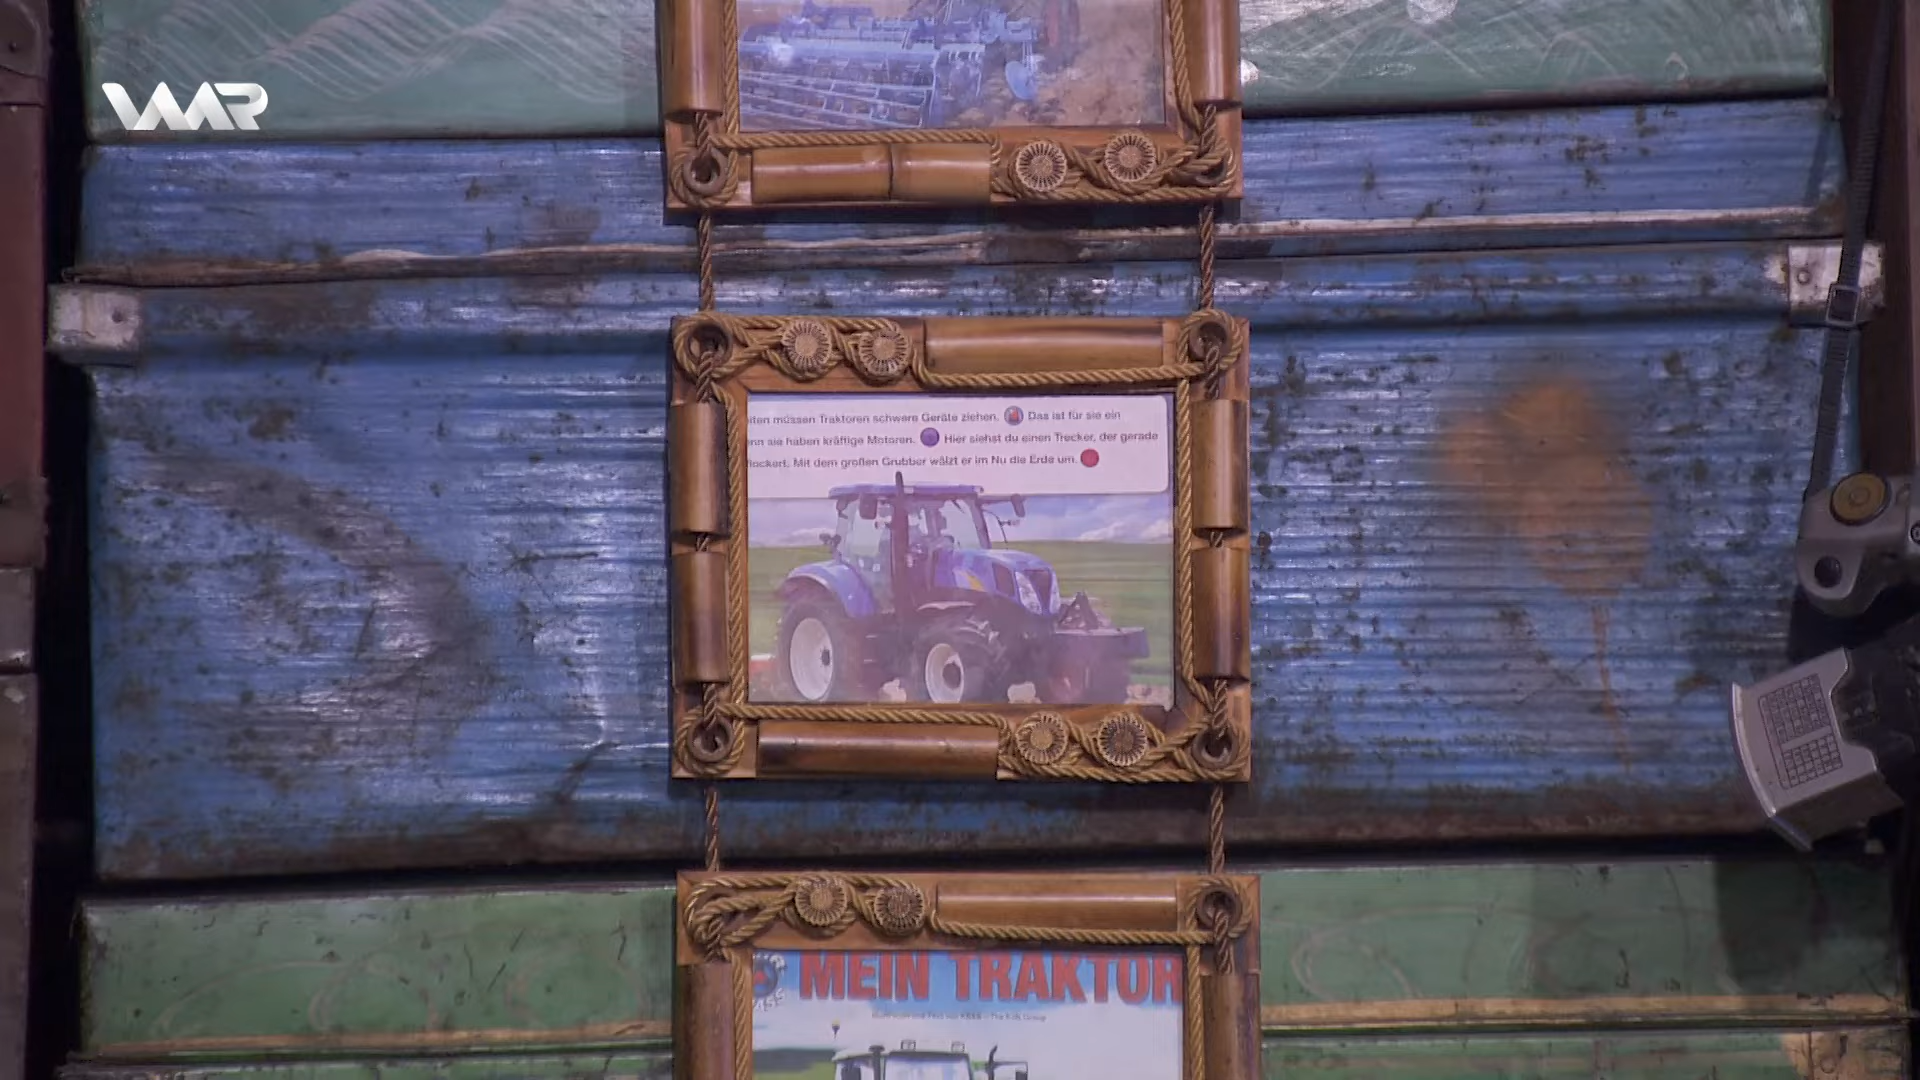 VMR
müssen Traktoren schwere Geräte ziehen. Das ist für sie ein
sie haben kräftige Motoren. Hier siehst du einen Trecker, der gerade
Mit dem großen Grubber wälzt er im Nu die Erde um.
MEIN TRAKTOR